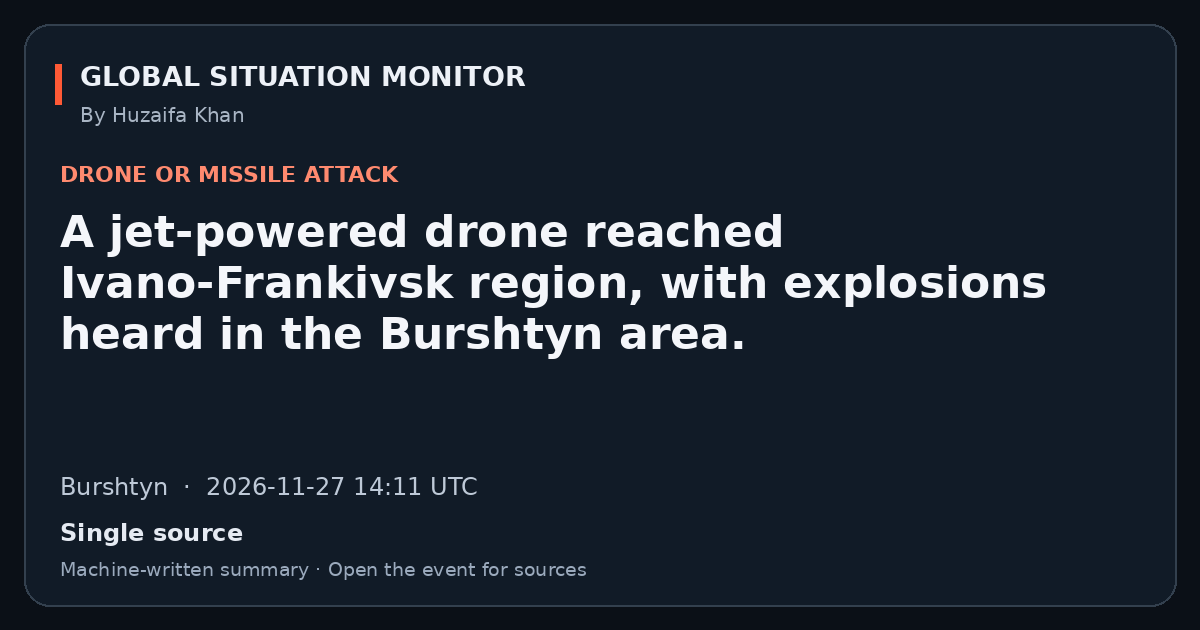 GLOBAL SITUATION MONITOR
By Huzaifa Khan
DRONE OR MISSILE ATTACK
A jet-powered drone reached
Ivano-Frankivsk region, with explosions
heard in the Burshtyn area.
Burshtyn · 2026-11-27 14:11 UTC
Single source
Machine-written summary · Open the event for sources